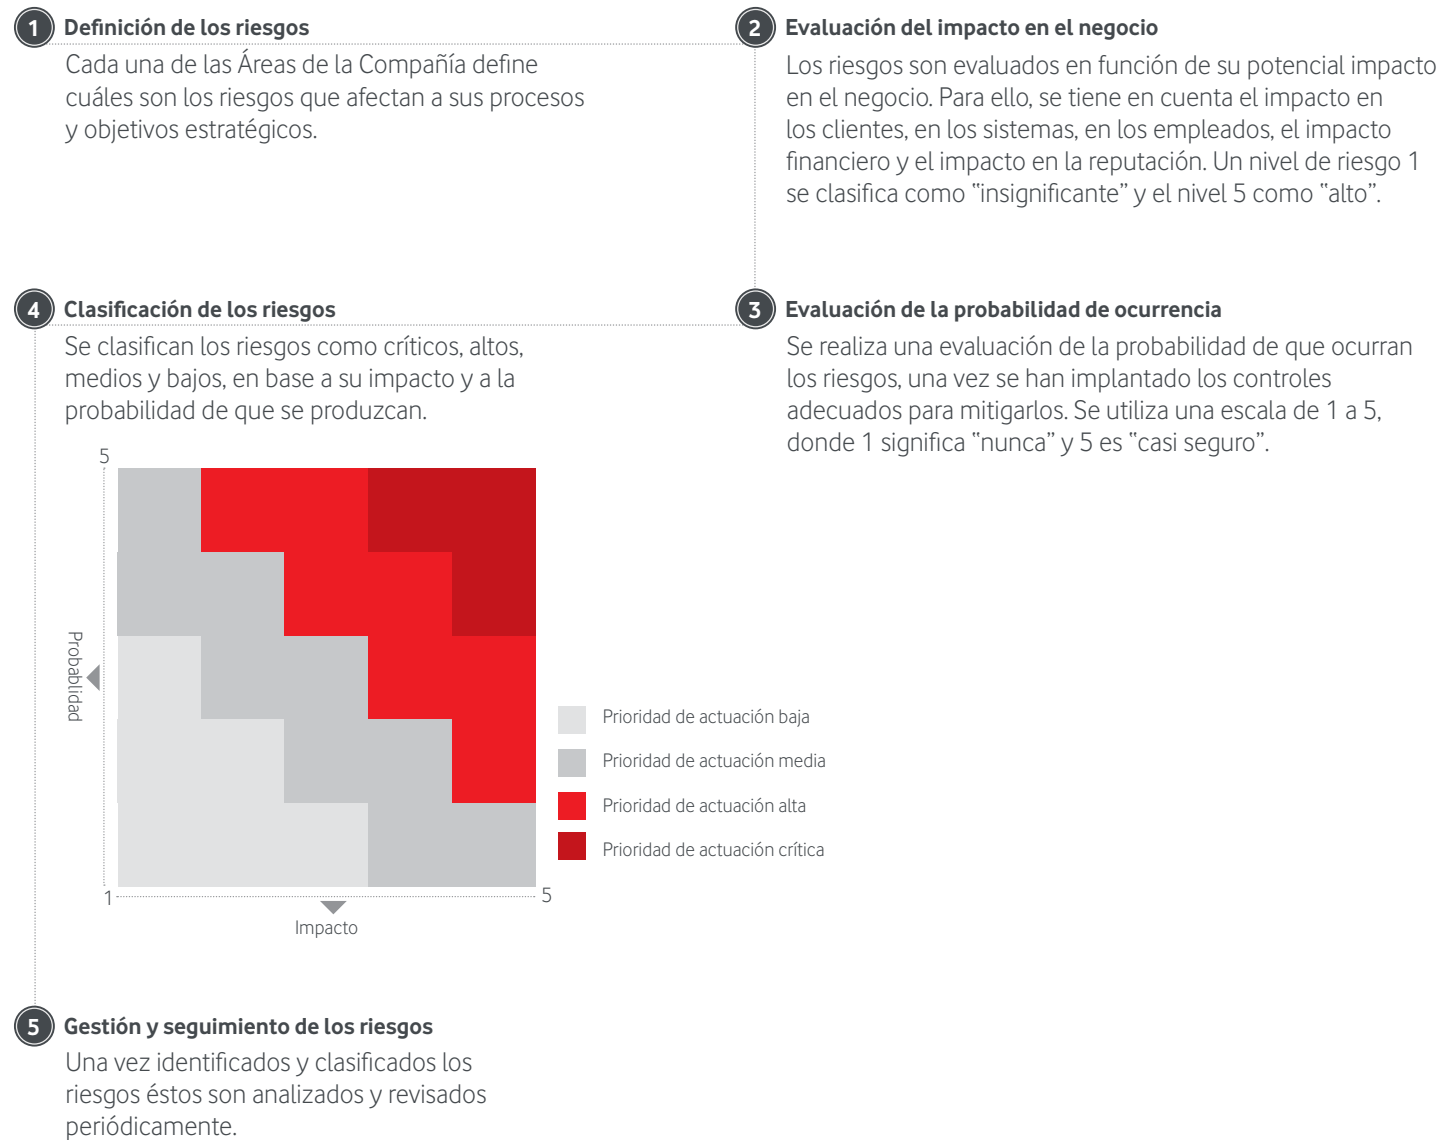 1 Definición de los riesgos
Cada una de las Áreas de la Compañía define
cuáles son los riesgos que afectan a sus procesos
y objetivos estratégicos.
2 Evaluación del impacto en el negocio
Los riesgos son evaluados en función de su potencial impacto
en el negocio. Para ello, se tiene en cuenta el impacto en
los clientes, en los sistemas, en los empleados, el impacto
financiero y el impacto en la reputación. Un nivel de riesgo 1
se clasifica como “insignificante” y el nivel 5 como “alto”.
3 Evaluación de la probabilidad de ocurrencia
Se realiza una evaluación de la probabilidad de que ocurran
los riesgos, una vez se han implantado los controles
adecuados para mitigarlos. Se utiliza una escala de 1 a 5,
donde 1 significa “nunca” y 5 es “casi seguro”.
4 Clasificación de los riesgos
Se clasifican los riesgos como críticos, altos,
medios y bajos, en base a su impacto y a la
probabilidad de que se produzcan.
5
Probablidad
1
5
Impacto
Prioridad de actuación baja
Prioridad de actuación media
Prioridad de actuación alta
Prioridad de actuación crítica
5 Gestión y seguimiento de los riesgos
Una vez identificados y clasificados los
riesgos éstos son analizados y revisados
periódicamente.